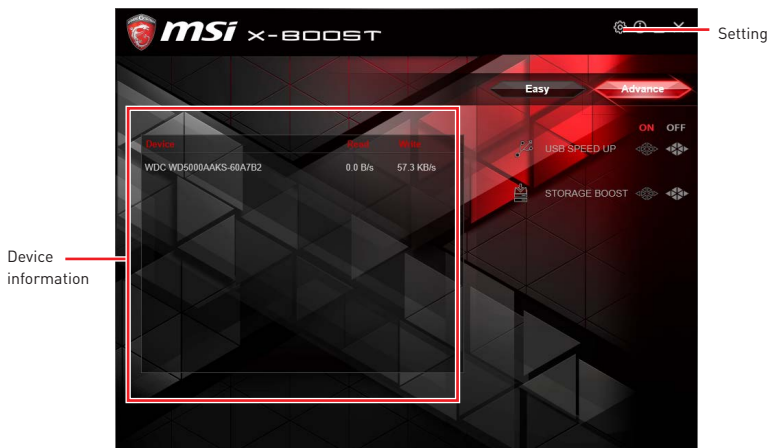 msi X-BOOST
Setting
Easy Advance
ON OFF
Device Read Write
USB SPEED UP
WDC WD5000AAKS-60A7B2 0.0 B/s 57.3 KB/s
STORAGE BOOST
Device
information